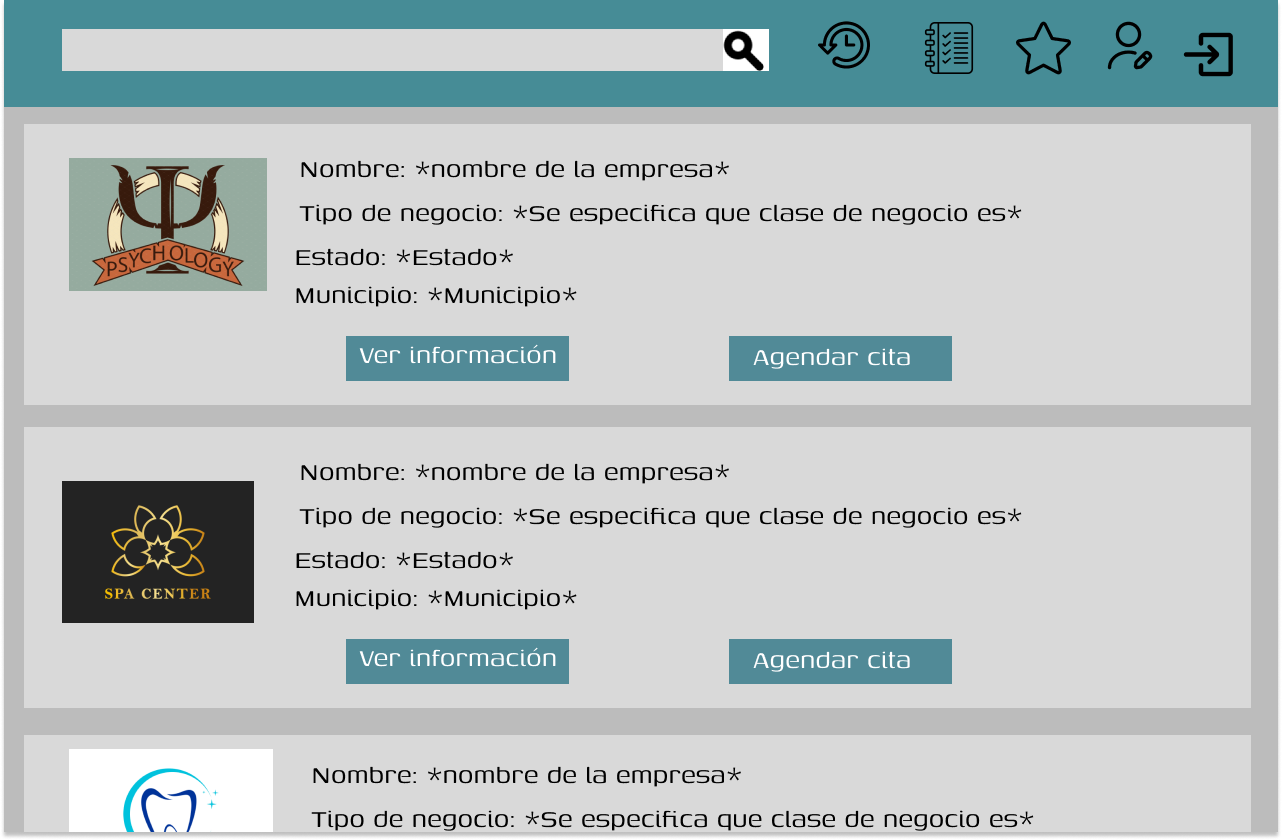 Nombre: *nombre de la empresa*
Tipo de negocio: *Se especifica que clase de negocio es*
PSYCHOLOGY
Estado: *Estado*
Municipio: *Municipio*
Ver información
Agendar cita
Nombre: *nombre de la empresa*
Tipo de negocio: *Se especifica que clase de negocio es*
Estado: *Estado*
SPA CENTER
Municipio: *Municipio*
Ver información
Agendar cita
Nombre: *nombre de la empresa*
Tipo de negocio: *Se especifica que clase de negocio es*